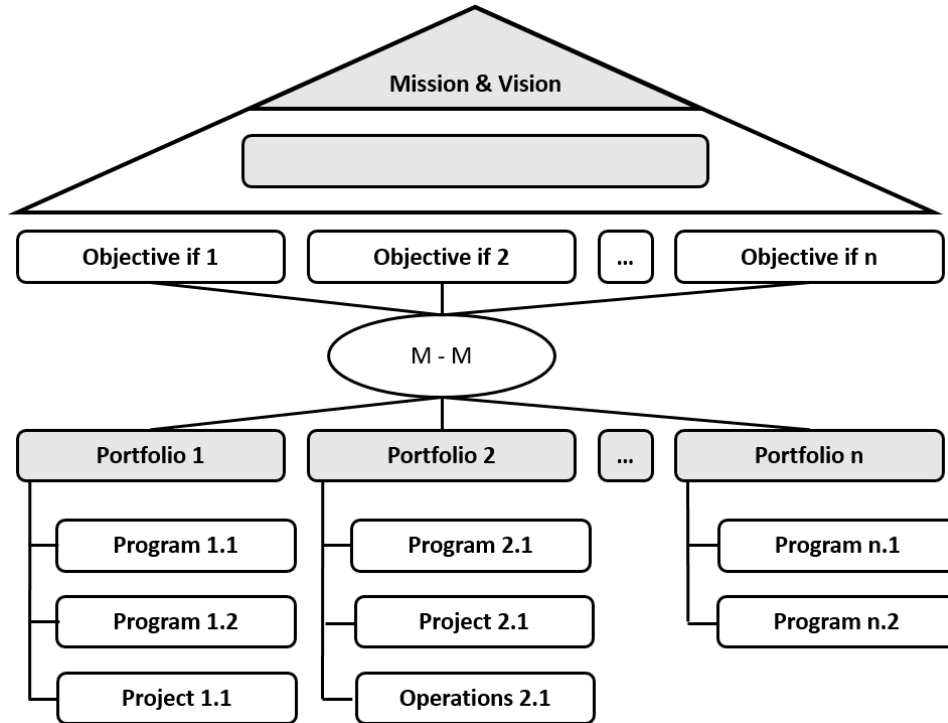 Mission & Vision
Objective if 1
Objective if 2
...
Objective if n
M - M
Portfolio 1
Portfolio 2
...
Portfolio n
Program 1.1
Program 2.1
Program n.1
Program 1.2
Project 2.1
Program n.2
Project 1.1
Operations 2.1